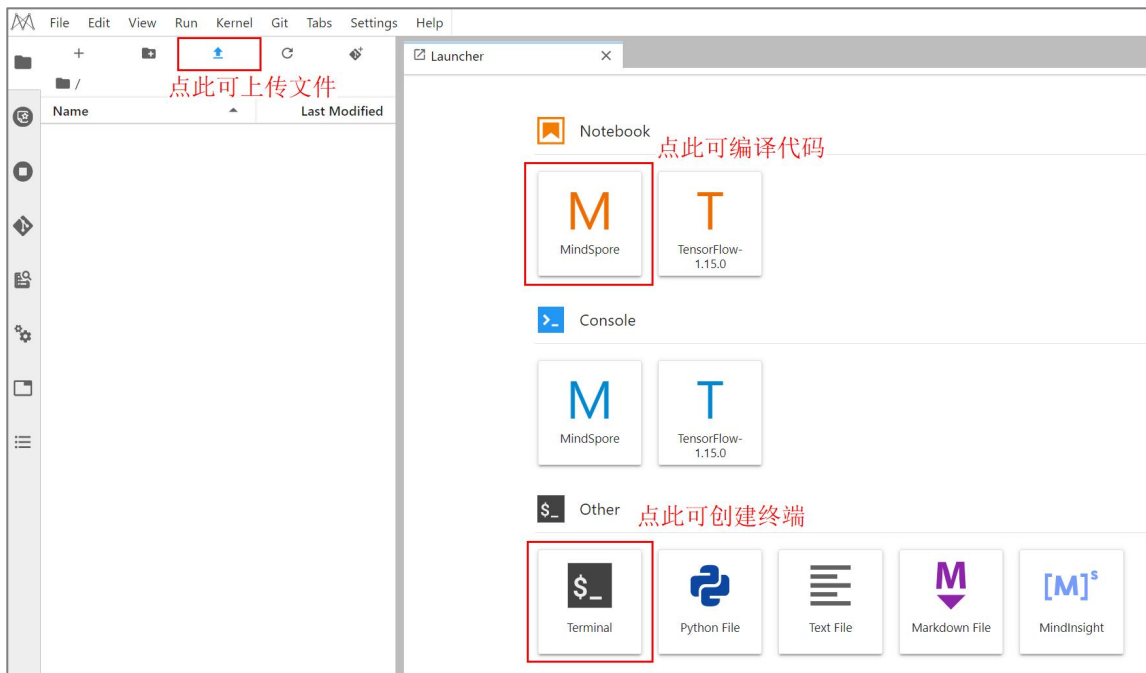 File Edit View Run Kernel Git Tabs Settings Help
Launcher
点此可上传文件
/
Name Last Modified
Notebook
点此可编译代码
M T
MindSpore TensorFlow-
1.15.0
Console
M T
MindSpore TensorFlow-
1.15.0
$_ Other
点此可创建终端
$_ M [M]s
Terminal Python File Text File Markdown File MindInsight